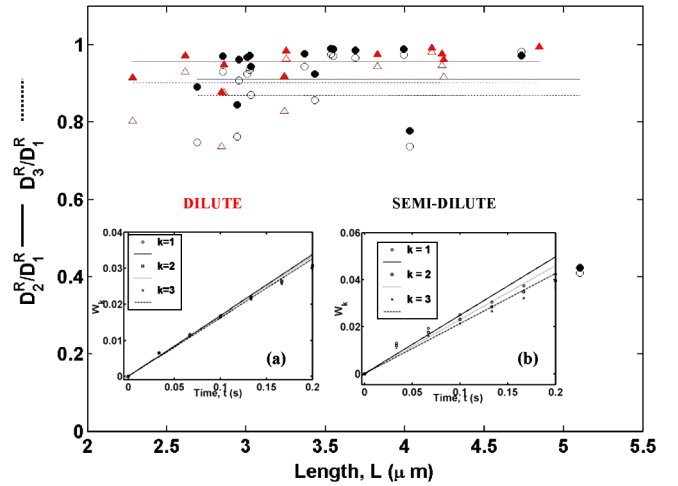 1
0.8
0.6
0.4
0.2
0
2
2.5
3
3.5
4
4.5
5
5.5
Length, L (μ m)
D₂ᴿ/D₁ᴿ D₃ᴿ/D₁ᴿ
DILUTE
SEMI-DILUTE
0.04
0.03
0.02
0.01
0
W_k
k=1
k=2
k=3
(a)
0
0.05
0.1
0.15
0.2
Time, t (s)
0.06
0.04
0.02
0
W_k
k = 1
k = 2
k = 3
(b)
0
0.05
0.1
0.15
0.2
Time, t (s)